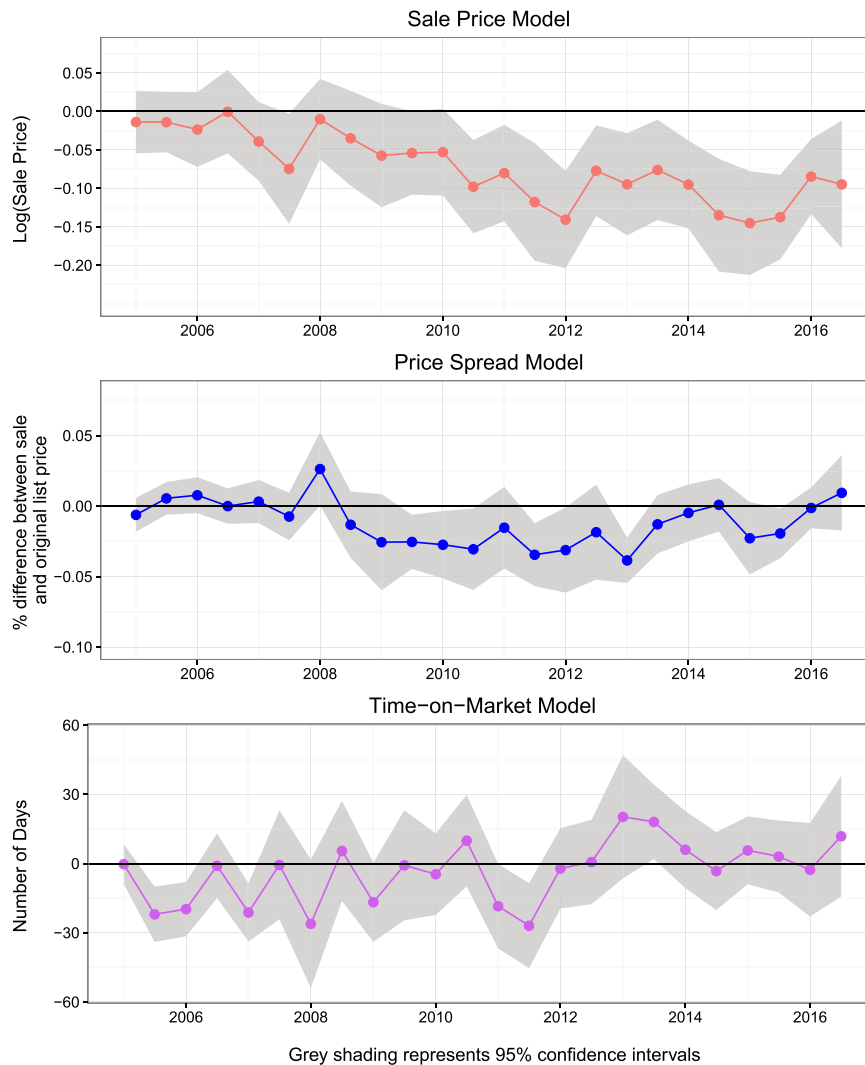 Sale Price Model
Log(Sale Price)
0.05
0.00
−0.05
−0.10
−0.15
−0.20
2006 2008 2010 2012 2014 2016
Price Spread Model
% difference between sale
and original list price
0.05
0.00
−0.05
−0.10
2006 2008 2010 2012 2014 2016
Time−on−Market Model
Number of Days
60
30
0
−30
−60
2006 2008 2010 2012 2014 2016
Grey shading represents 95% confidence intervals